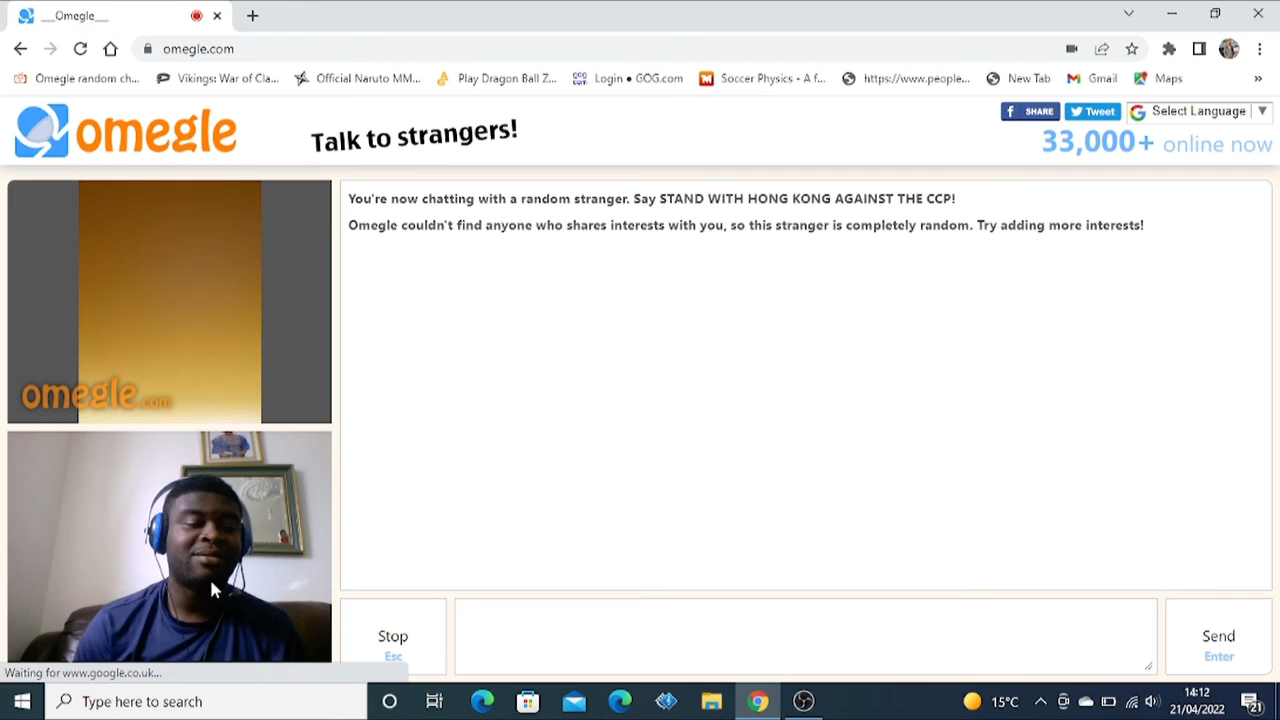 __Omegle__
omegle.com
Omegle random ch...
Vikings: War of Cla...
Official Naruto MM...
Play Dragon Ball Z...
Login • GOG.com
Soccer Physics - A f...
https://www.people...
New Tab
Gmail
Maps
»
omegle
Talk to strangers!
SHARE
Tweet
Select Language
33,000+ online now
You're now chatting with a random stranger. Say STAND WITH HONG KONG AGAINST THE CCP!
Omegle couldn't find anyone who shares interests with you, so this stranger is completely random. Try adding more interests!
omegle.com
Stop
Esc
Send
Enter
Waiting for www.google.co.uk...
Type here to search
15°C
14:12
21/04/2022
21